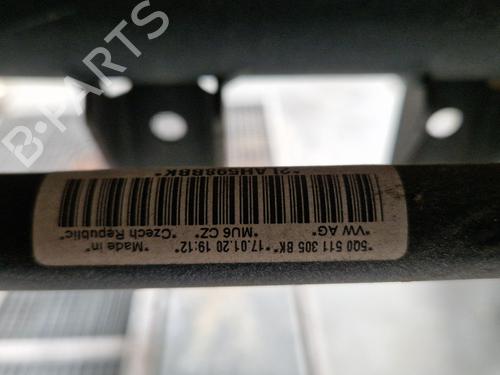 B-PARTS
*5Q0 511 305 BK*17.01.20 19:12* *Made in*
*VW AG* *MU6 CZ* *Czech Republic*